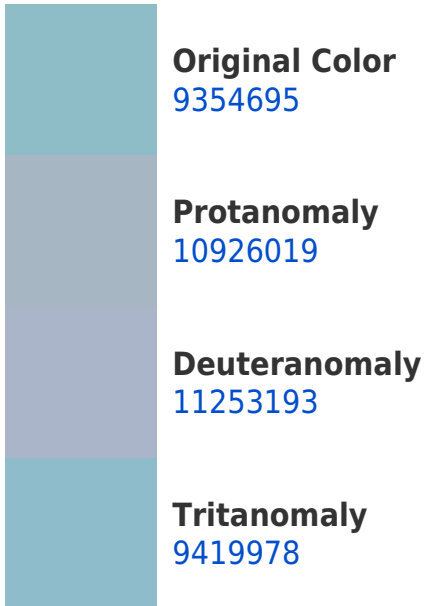 Original Color
9354695
Protanomaly
10926019
Deuteranomaly
11253193
Tritanomaly
9419978